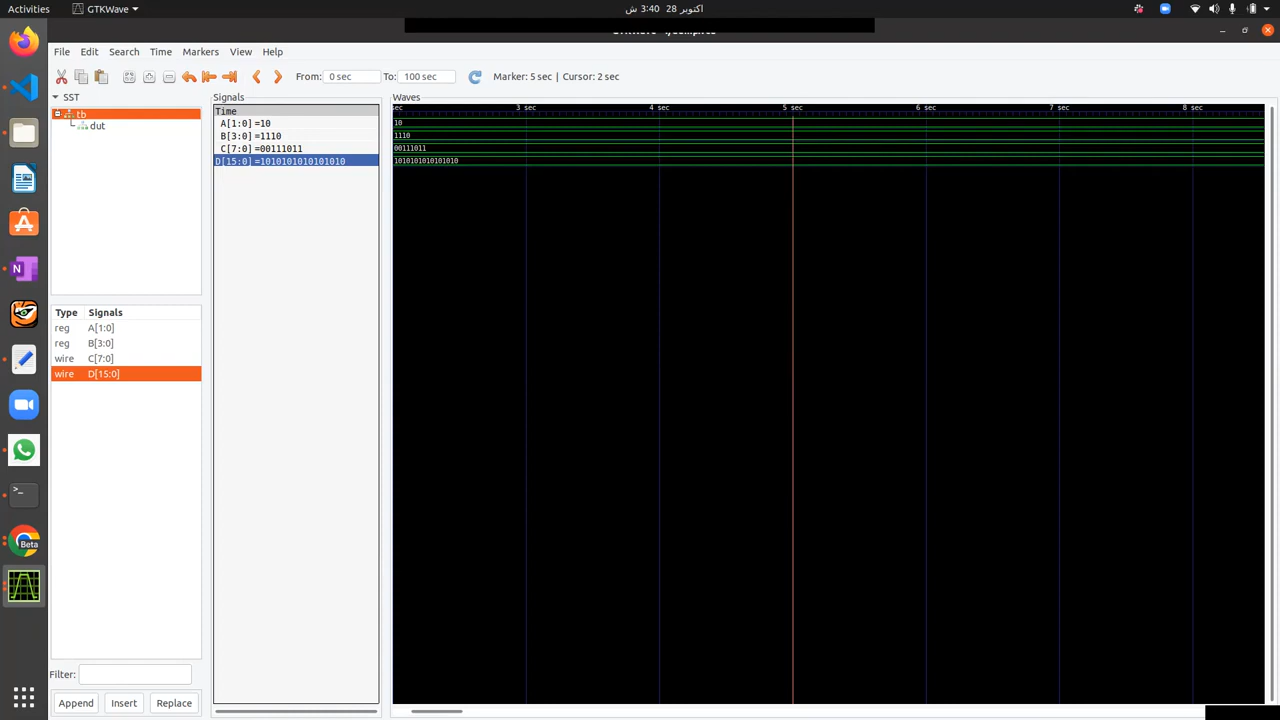 Activities GTKWave ش 3:40 28 اكتوبر
File Edit Search Time Markers View Help
From: 0 sec To: 100 sec Marker: 5 sec | Cursor: 2 sec
SST
tb
dut
Type Signals
reg A[1:0]
reg B[3:0]
wire C[7:0]
wire D[15:0]
Filter:
Append Insert Replace
Signals
Time
A[1:0] =10
B[3:0] =1110
C[7:0] =00111011
D[15:0] =1010101010101010
Waves
sec 3 sec 4 sec 5 sec 6 sec 7 sec 8 sec
10
1110
00111011
1010101010101010
N
>_
Beta